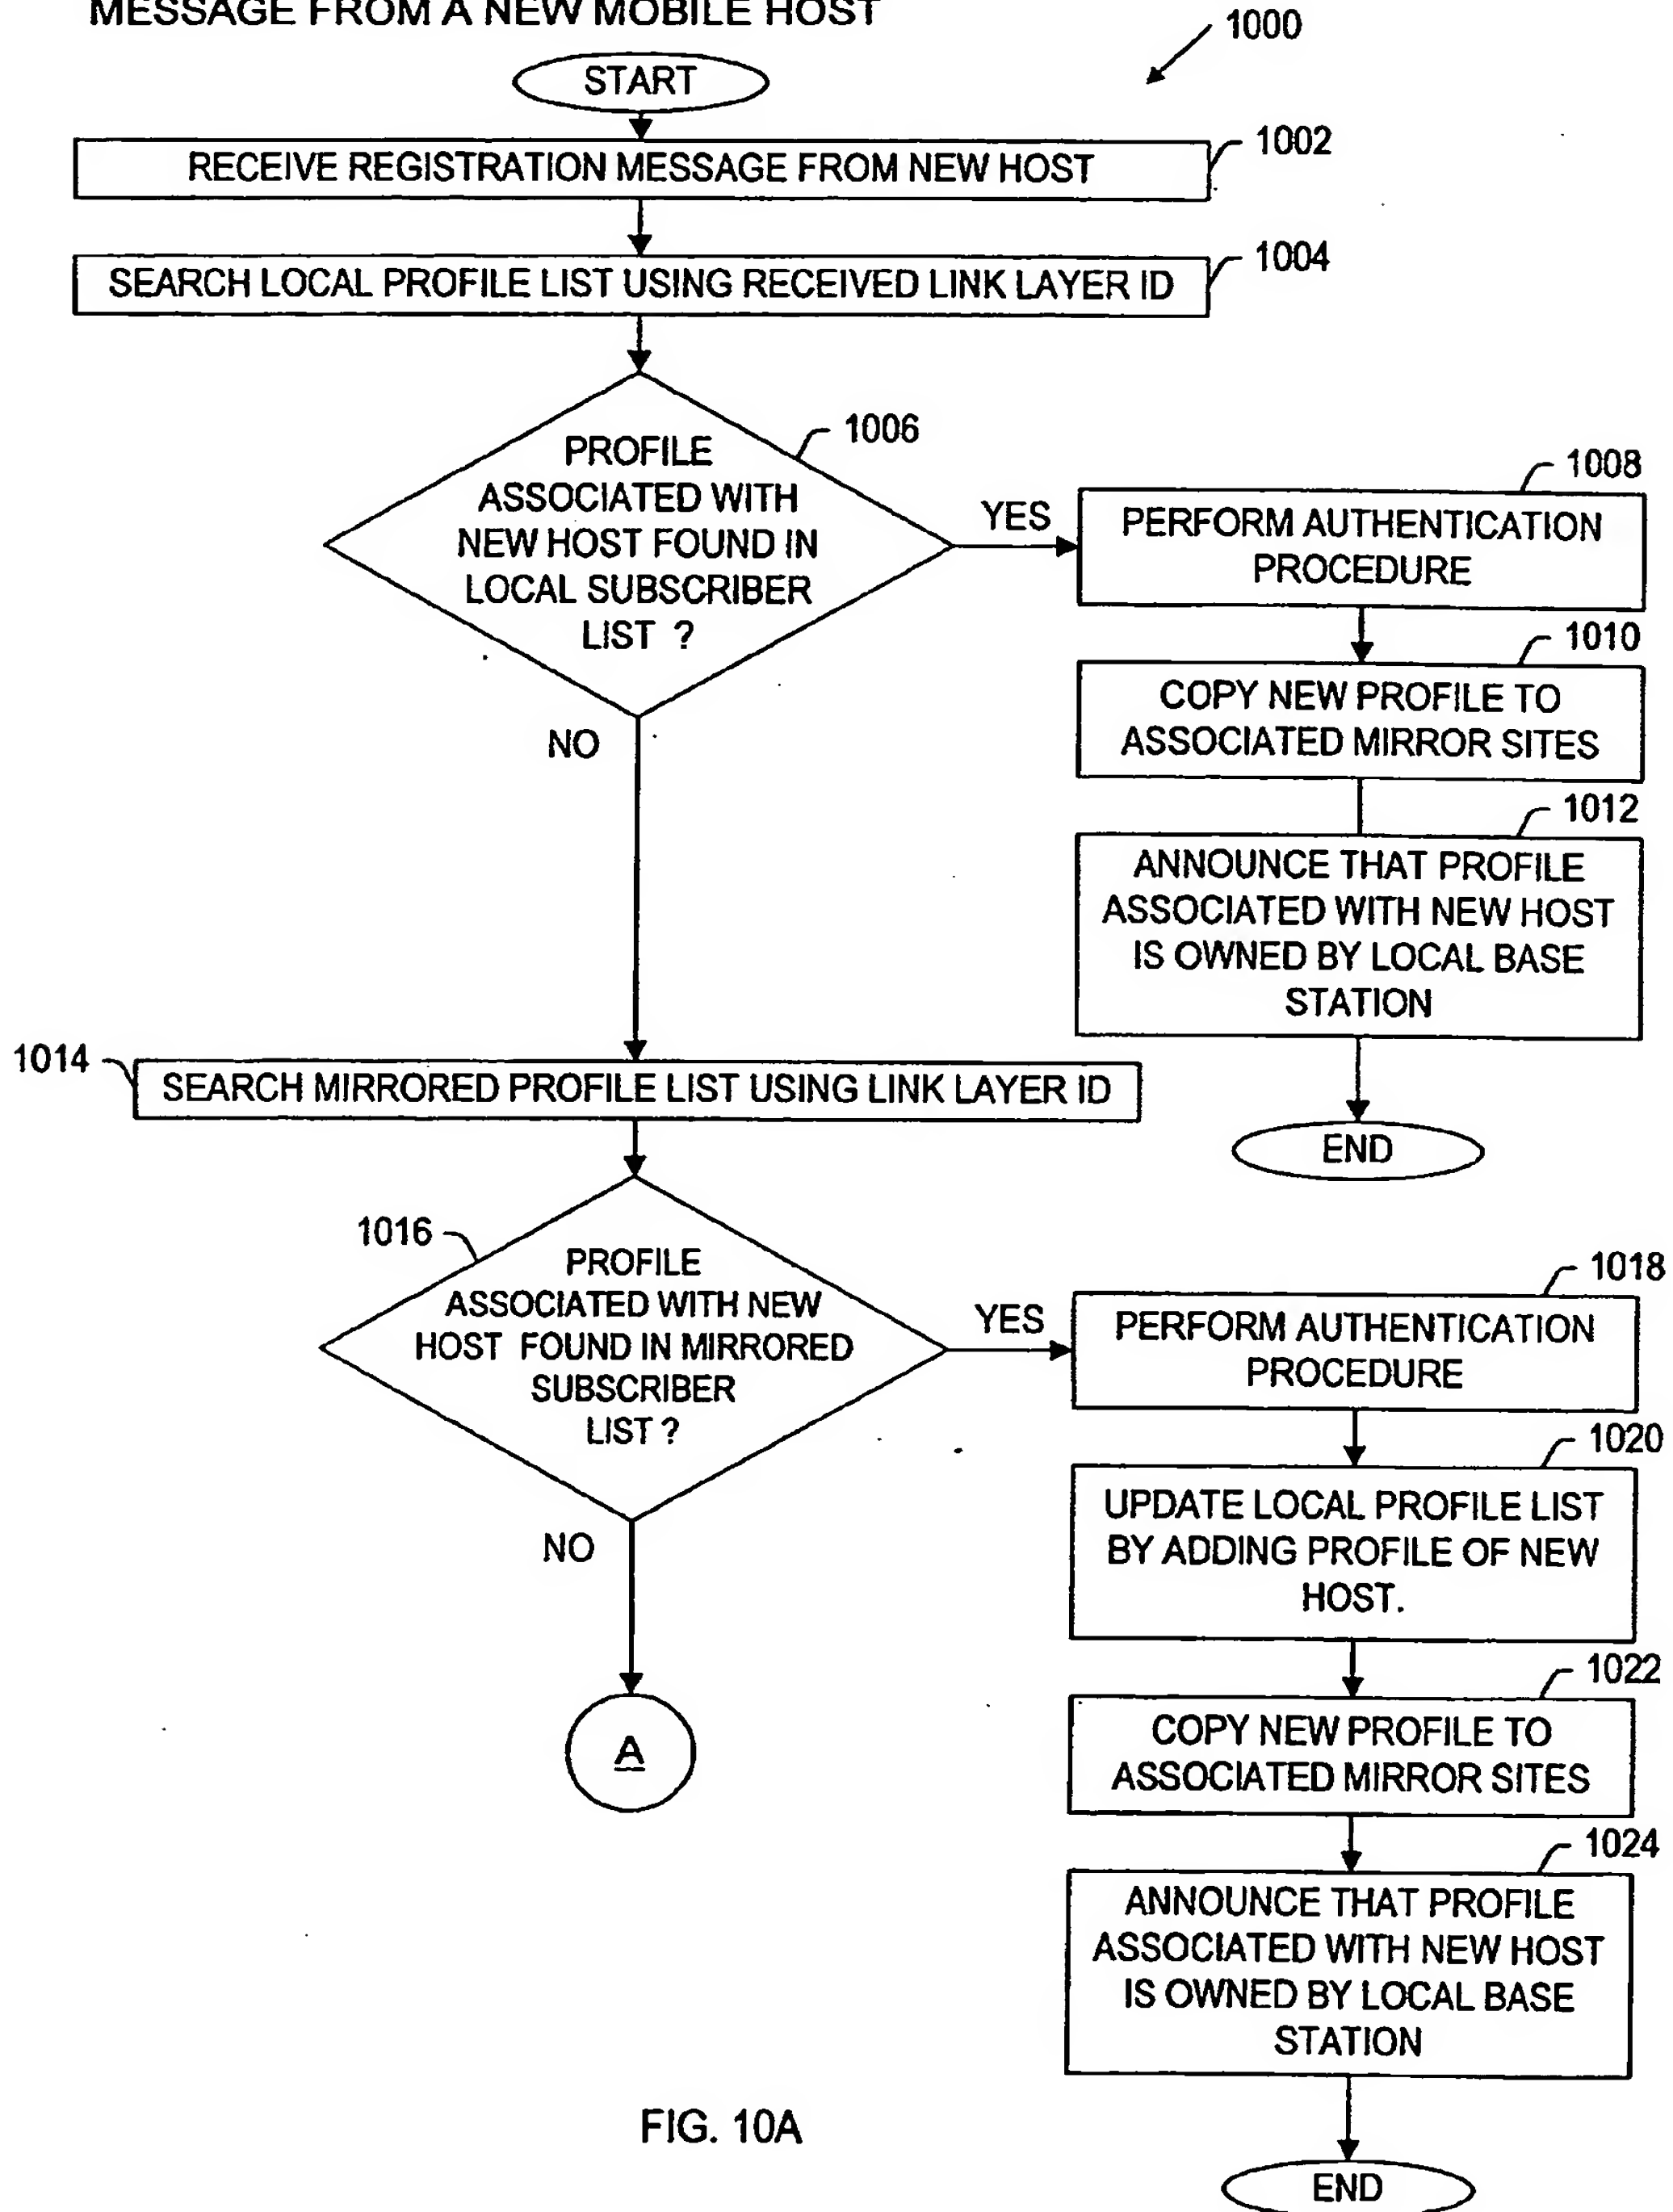 MESSAGE FROM A NEW MOBILE HOST
1000
START
1002
RECEIVE REGISTRATION MESSAGE FROM NEW HOST
1004
SEARCH LOCAL PROFILE LIST USING RECEIVED LINK LAYER ID
1006
PROFILE
ASSOCIATED WITH
NEW HOST FOUND IN
LOCAL SUBSCRIBER
LIST ?
YES
1008
PERFORM AUTHENTICATION
PROCEDURE
1010
COPY NEW PROFILE TO
ASSOCIATED MIRROR SITES
1012
ANNOUNCE THAT PROFILE
ASSOCIATED WITH NEW HOST
IS OWNED BY LOCAL BASE
STATION
END
NO
1014
SEARCH MIRRORED PROFILE LIST USING LINK LAYER ID
1016
PROFILE
ASSOCIATED WITH NEW
HOST FOUND IN MIRRORED
SUBSCRIBER
LIST ?
YES
1018
PERFORM AUTHENTICATION
PROCEDURE
1020
UPDATE LOCAL PROFILE LIST
BY ADDING PROFILE OF NEW
HOST.
1022
COPY NEW PROFILE TO
ASSOCIATED MIRROR SITES
1024
ANNOUNCE THAT PROFILE
ASSOCIATED WITH NEW HOST
IS OWNED BY LOCAL BASE
STATION
END
NO
A
FIG. 10A